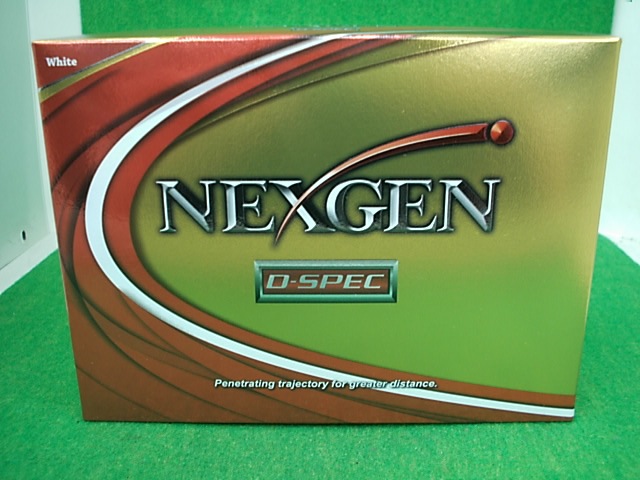 White
NEXGEN
D-SPEC
Penetrating trajectory for greater distance.